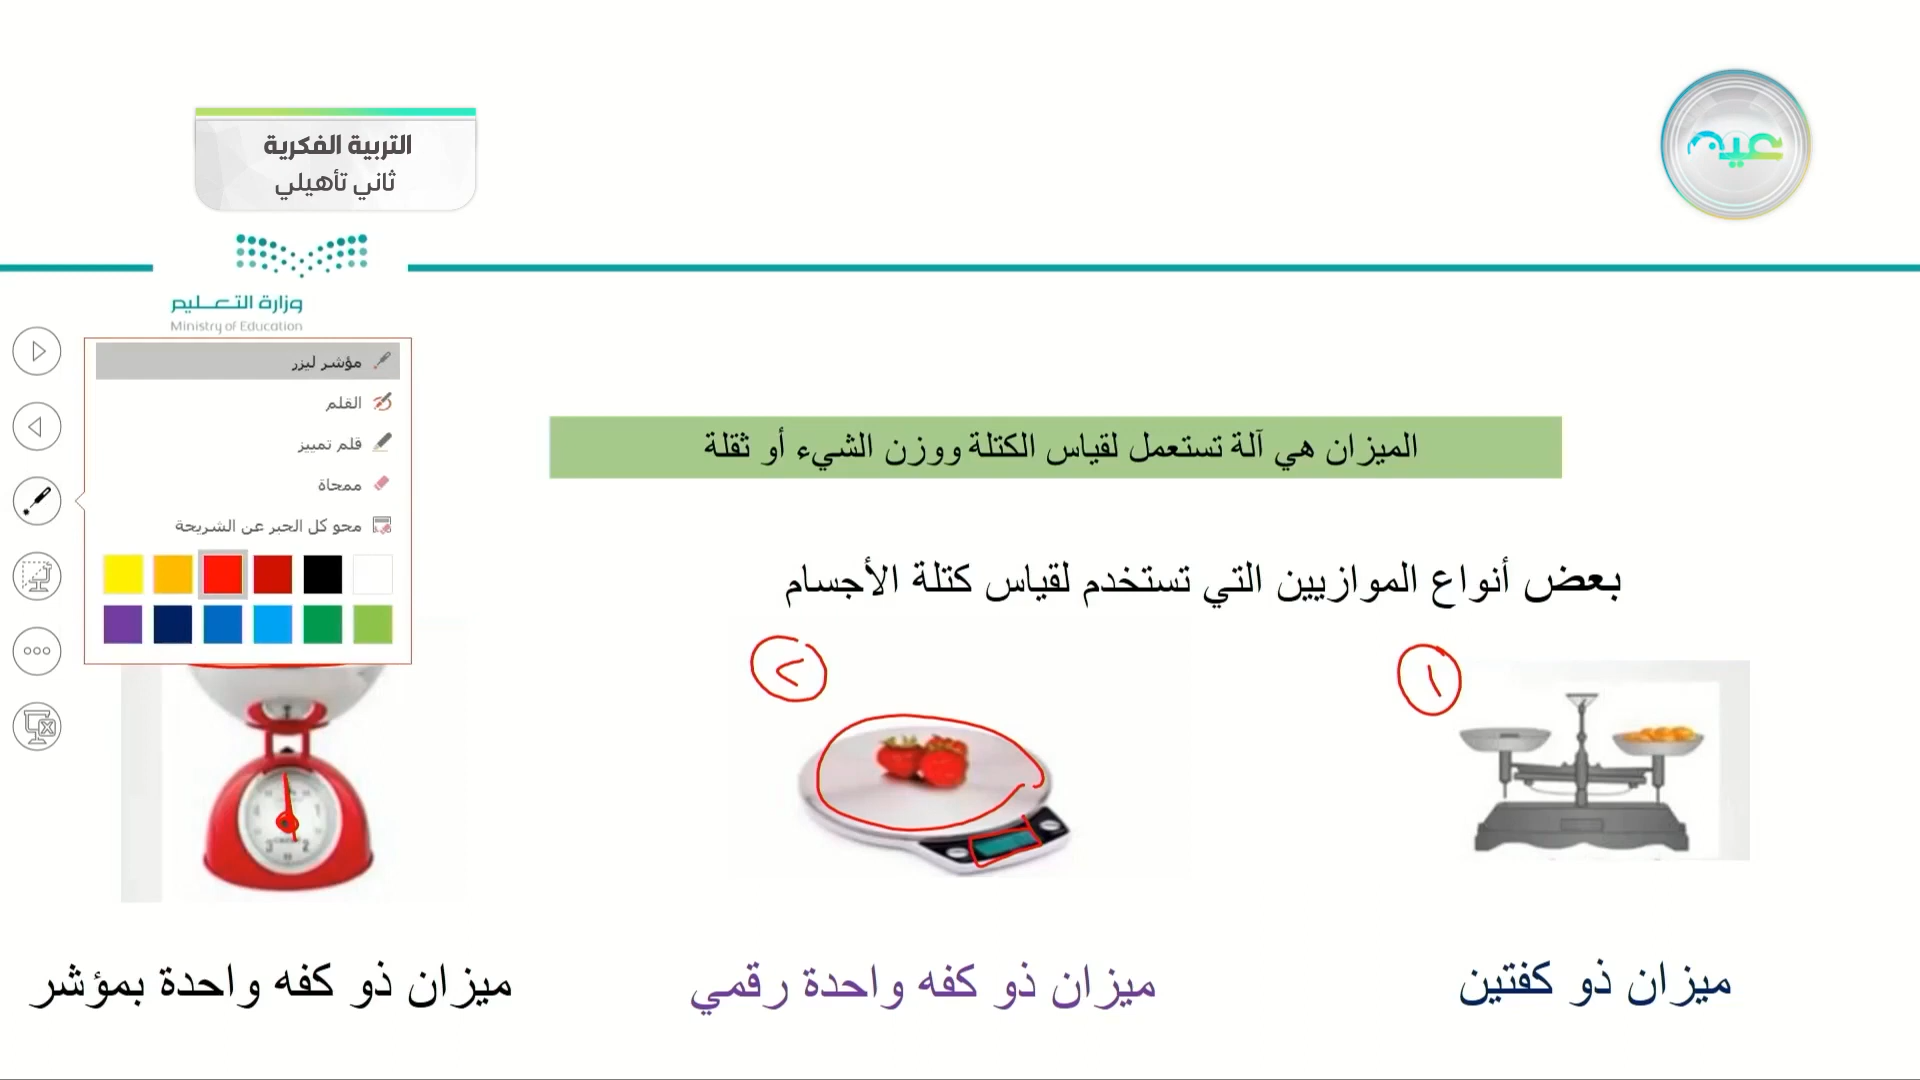 التربية الفكرية
ثاني تأهيلي
عين
وزارة التعليم
Ministry of Education
مؤشر ليزر
القلم
قلم تمييز
ممحاة
محو كل الحبر عن الشريحة
الميزان هي آلة تستعمل لقياس الكتلة ووزن الشيء أو ثقلة
بعض أنواع الموازيين التي تستخدم لقياس كتلة الأجسام
١
٢
ميزان ذو كفتين
ميزان ذو كفه واحدة رقمي
ميزان ذو كفه واحدة بمؤشر